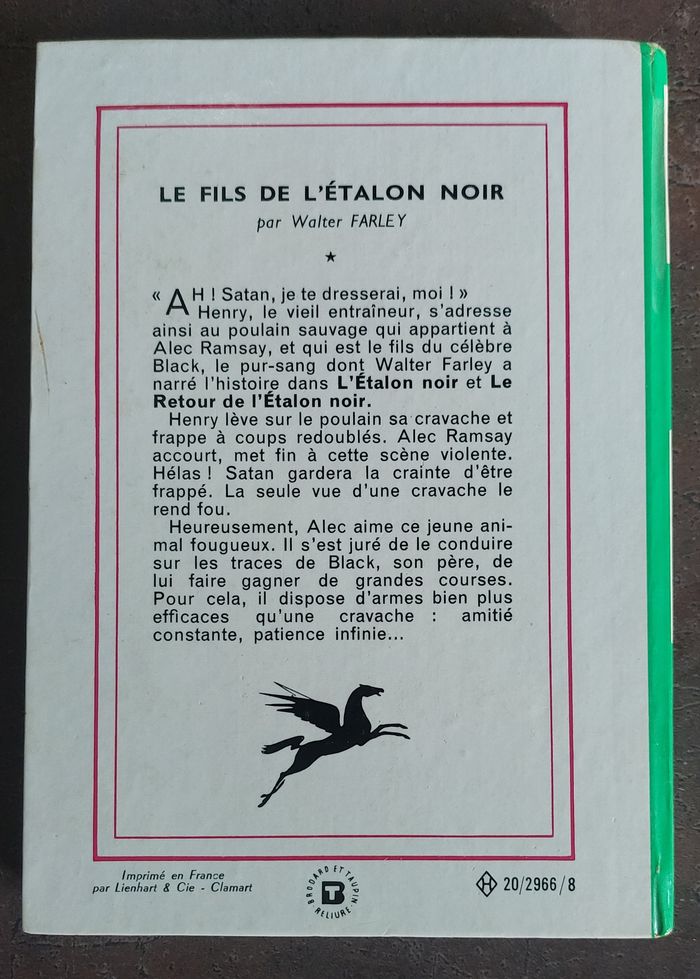 LE FILS DE L'ÉTALON NOIR
par Walter FARLEY
« AH ! Satan, je te dresserai, moi ! »
Henry, le vieil entraîneur, s'adresse
ainsi au poulain sauvage qui appartient à
Alec Ramsay, et qui est le fils du célèbre
Black, le pur-sang dont Walter Farley a
narré l'histoire dans L'Étalon noir et Le
Retour de l'Étalon noir.
Henry lève sur le poulain sa cravache et
frappe à coups redoublés. Alec Ramsay
accourt, met fin à cette scène violente.
Hélas ! Satan gardera la crainte d'être
frappé. La seule vue d'une cravache le
rend fou.
Heureusement, Alec aime ce jeune ani-
mal fougueux. Il s'est juré de le conduire
sur les traces de Black, son père, de
lui faire gagner de grandes courses.
Pour cela, il dispose d'armes bien plus
efficaces qu'une cravache : amitié
constante, patience infinie...
Imprimé en France
par Lienhart & Cie - Clamart
BRODARD ET TAUPIN
BT
RELIURE
H 20/2966/8